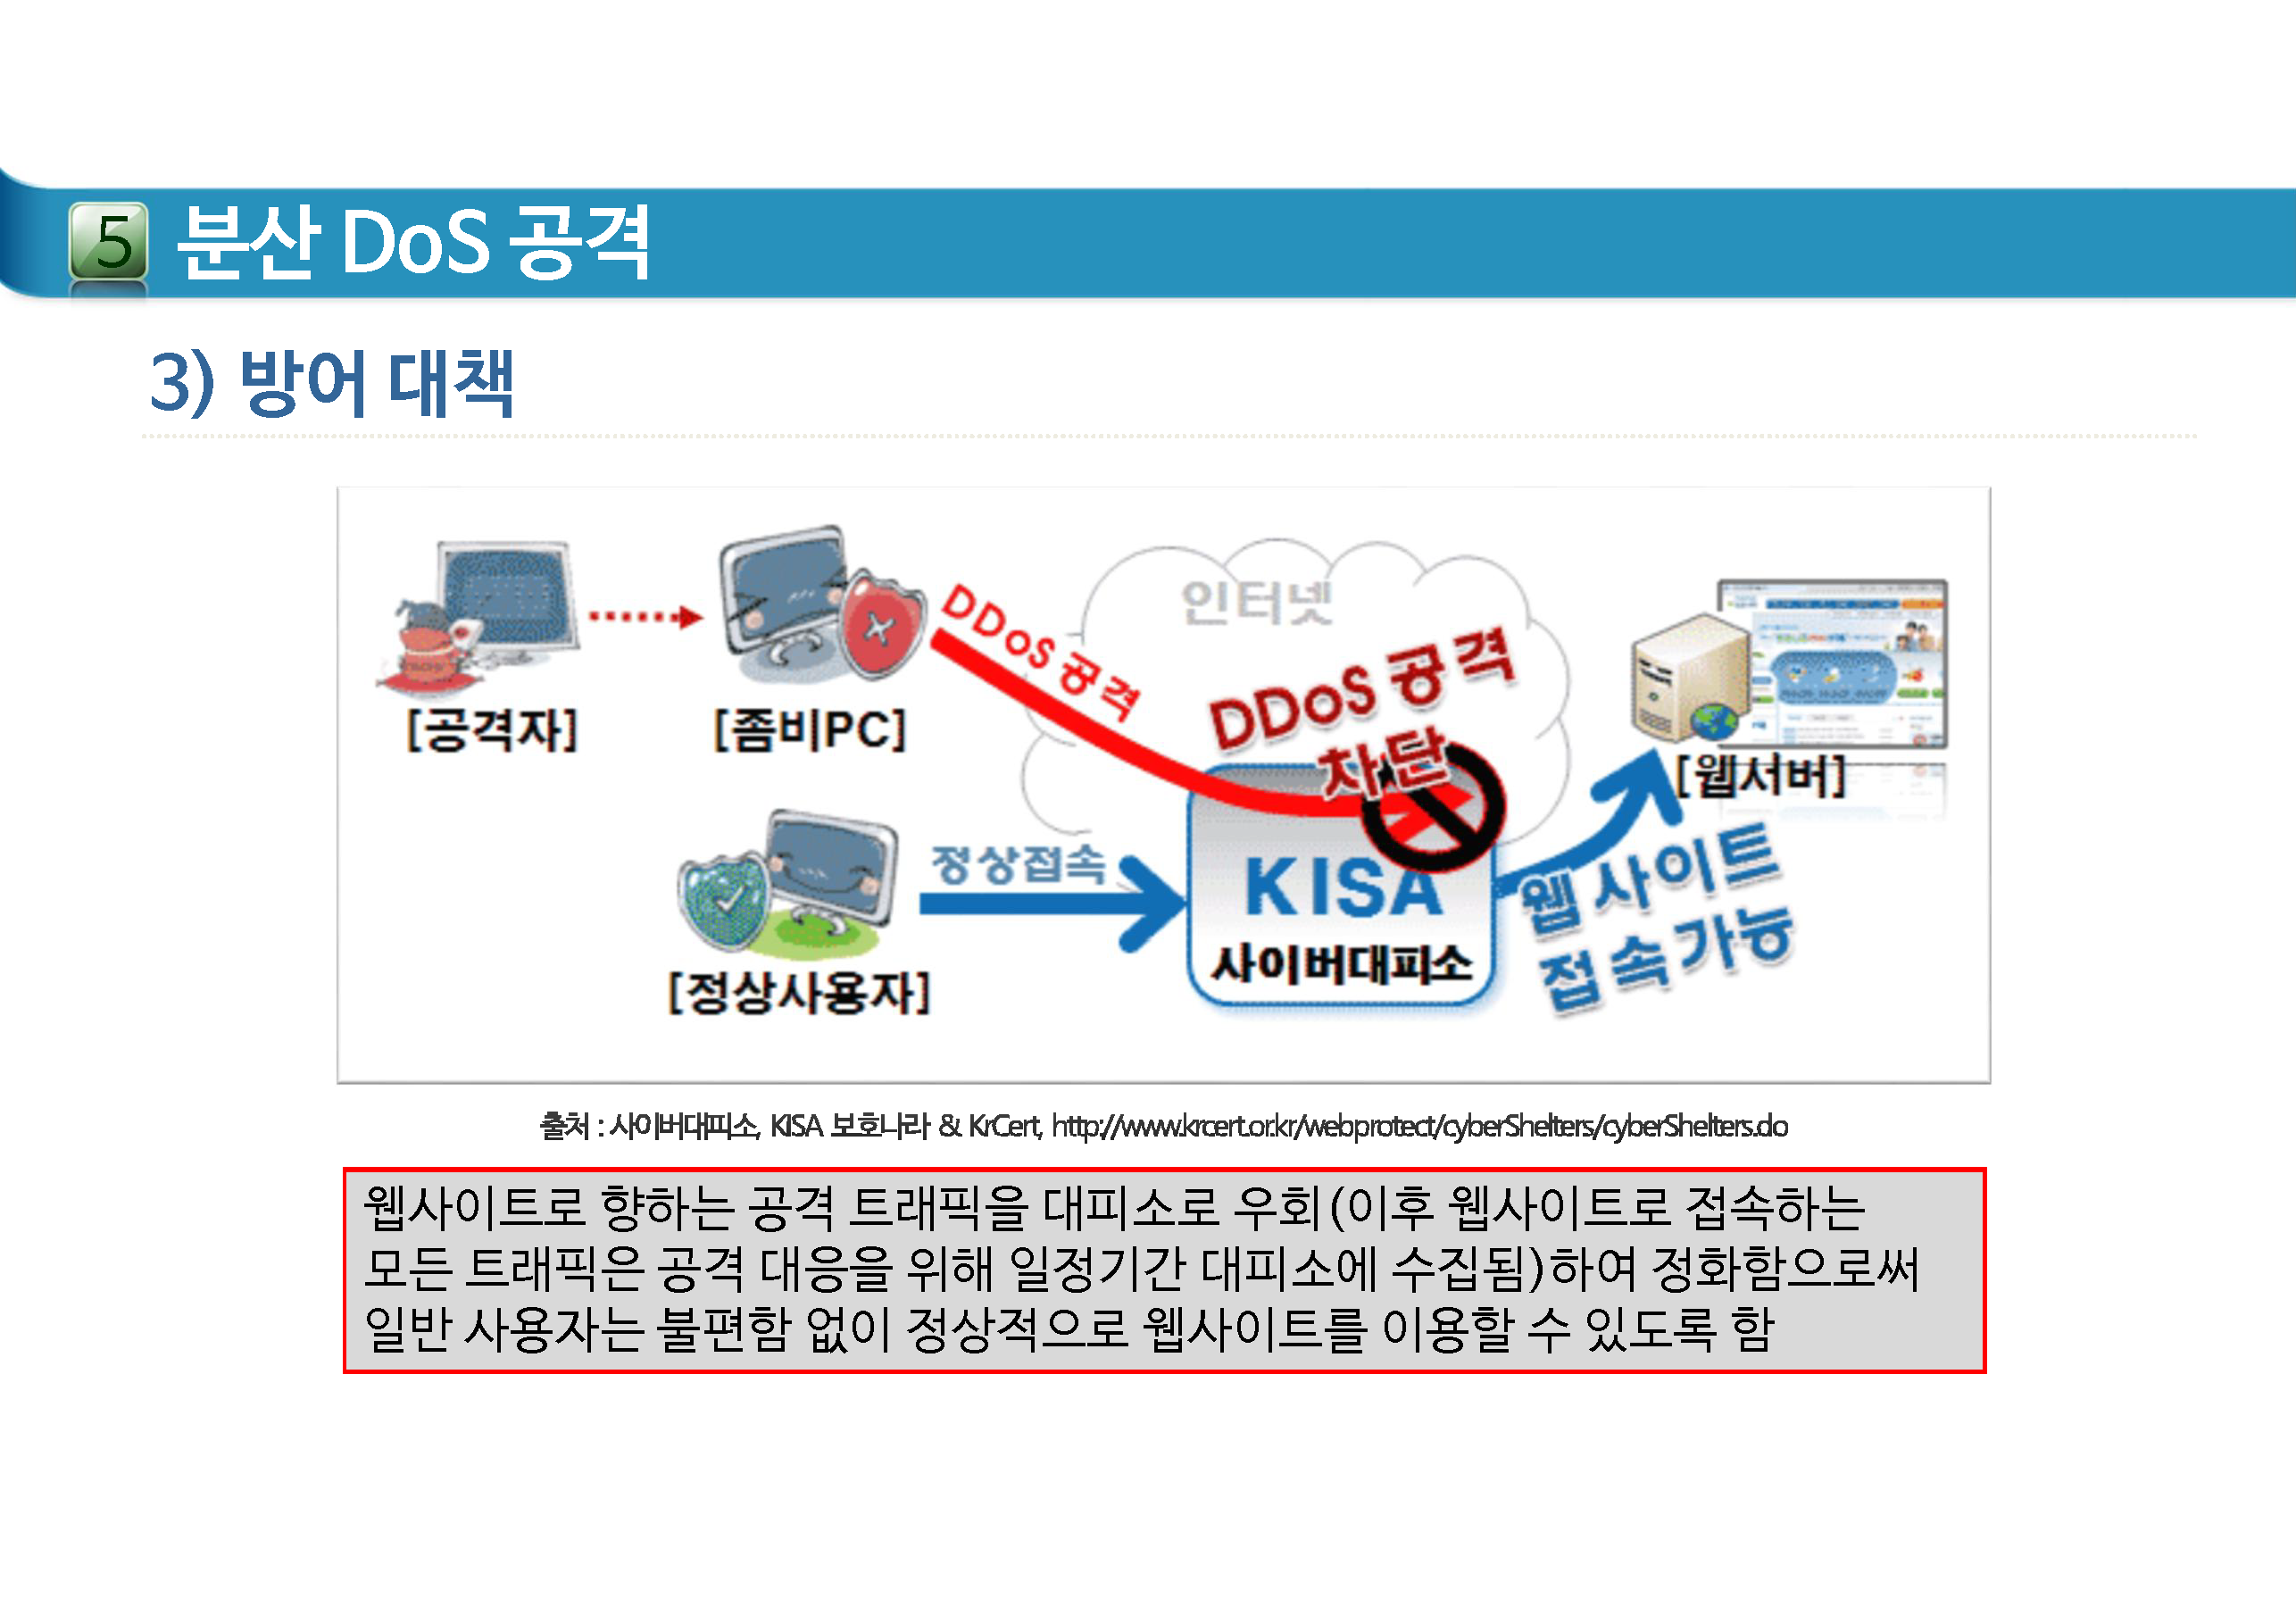 5 분산 DoS 공격
3) 방어 대책
인터넷
DDoS 공격
DDoS 공격
차단
[공격자]
[좀비PC]
[웹서버]
정상접속
KISA
사이버대피소
웹 사이트
접속가능
[정상사용자]
출처 : 사이버대피소, KISA 보호나라 & KrCert, http://www.krcert.or.kr/webprotect/cyberShelters/cyberShelters.do
웹사이트로 향하는 공격 트래픽을 대피소로 우회(이후 웹사이트로 접속하는
모든 트래픽은 공격 대응을 위해 일정기간 대피소에 수집됨)하여 정화함으로써
일반 사용자는 불편함 없이 정상적으로 웹사이트를 이용할 수 있도록 함